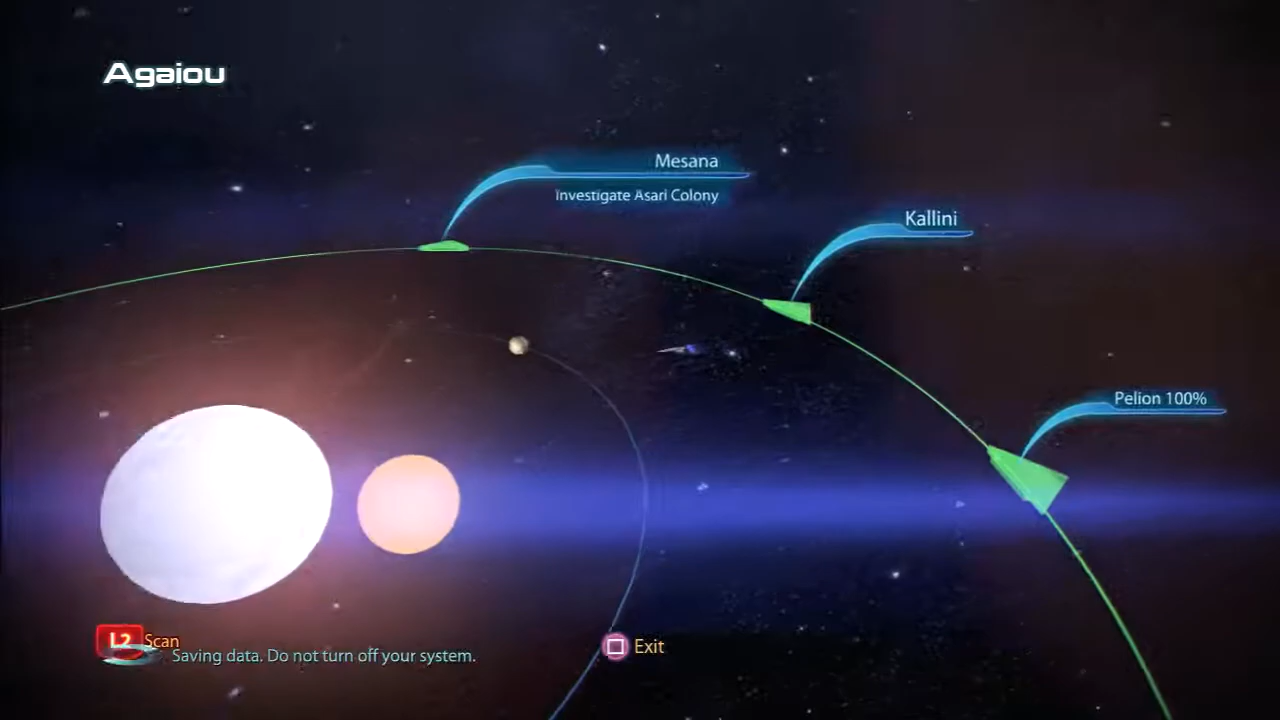 Agaiou
Mesana
Investigate Asari Colony
Kallini
Pelion 100%
L2 Scan
Saving data. Do not turn off your system.
Exit